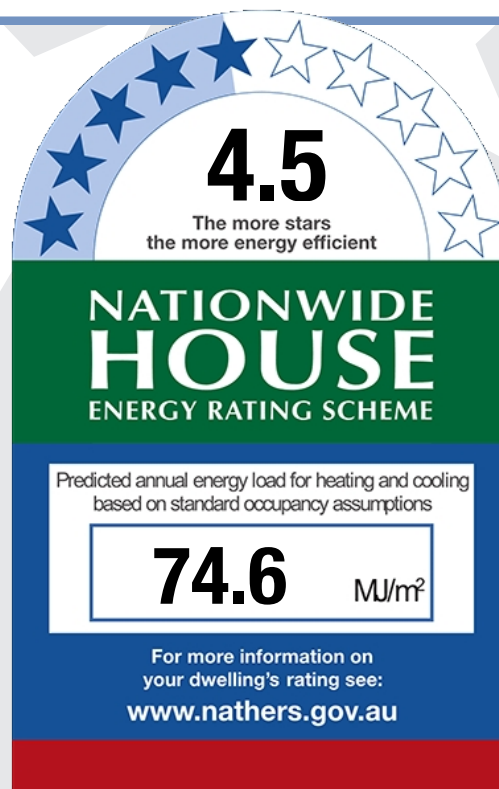 4.5
The more stars
the more energy efficient
NATIONWIDE
HOUSE
ENERGY RATING SCHEME
Predicted annual energy load for heating and cooling
based on standard occupancy assumptions
74.6 MJ/m²
For more information on
your dwelling's rating see:
www.nathers.gov.au